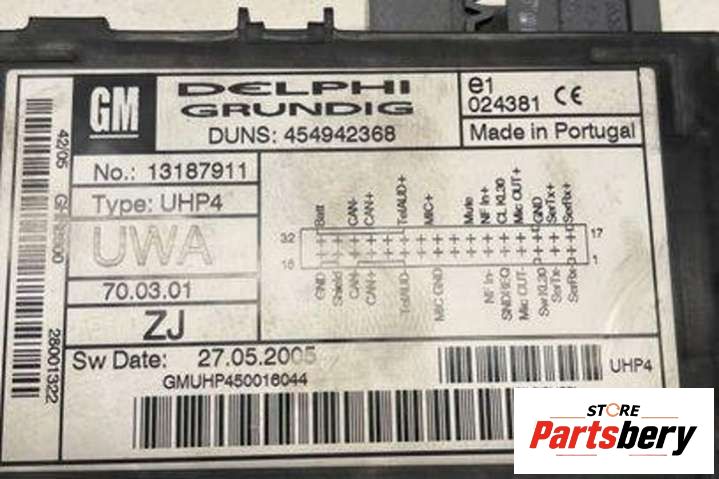 GM
DELPHI
GRUNDIG
DUNS: 454942368
e1
024381 CE
Made in Portugal
No.: 13187911
Type: UHP4
UWA
70.03.01
ZJ
42/05
28001322
Batt
CAN-
CAN+
TelAUD+
MIC+
Mute
NF In+
CL KL30
Mic OUT+
GND
SerTx+
SerRx+
32
17
16
1
GND
Shield
CAN-
CAN+
TelAUD-
MIC GND
NF In-
SNDREQ
Mic OUT-
Sw KL30
SerTx-
SerRx-
Sw Date: 27.05.2005
GMUHP450016044
UHP4
STORE
Partsbery